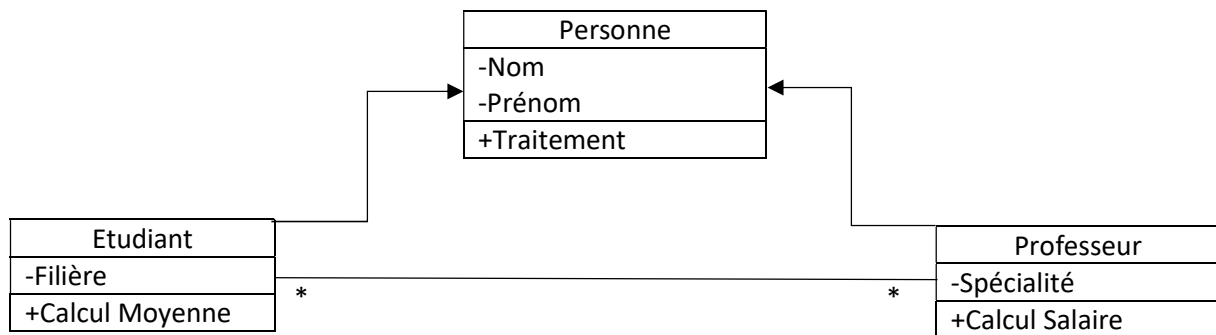 Personne
-Nom
-Prénom
+Traitement
Etudiant
-Filière
+Calcul Moyenne
*
*
Professeur
-Spécialité
+Calcul Salaire